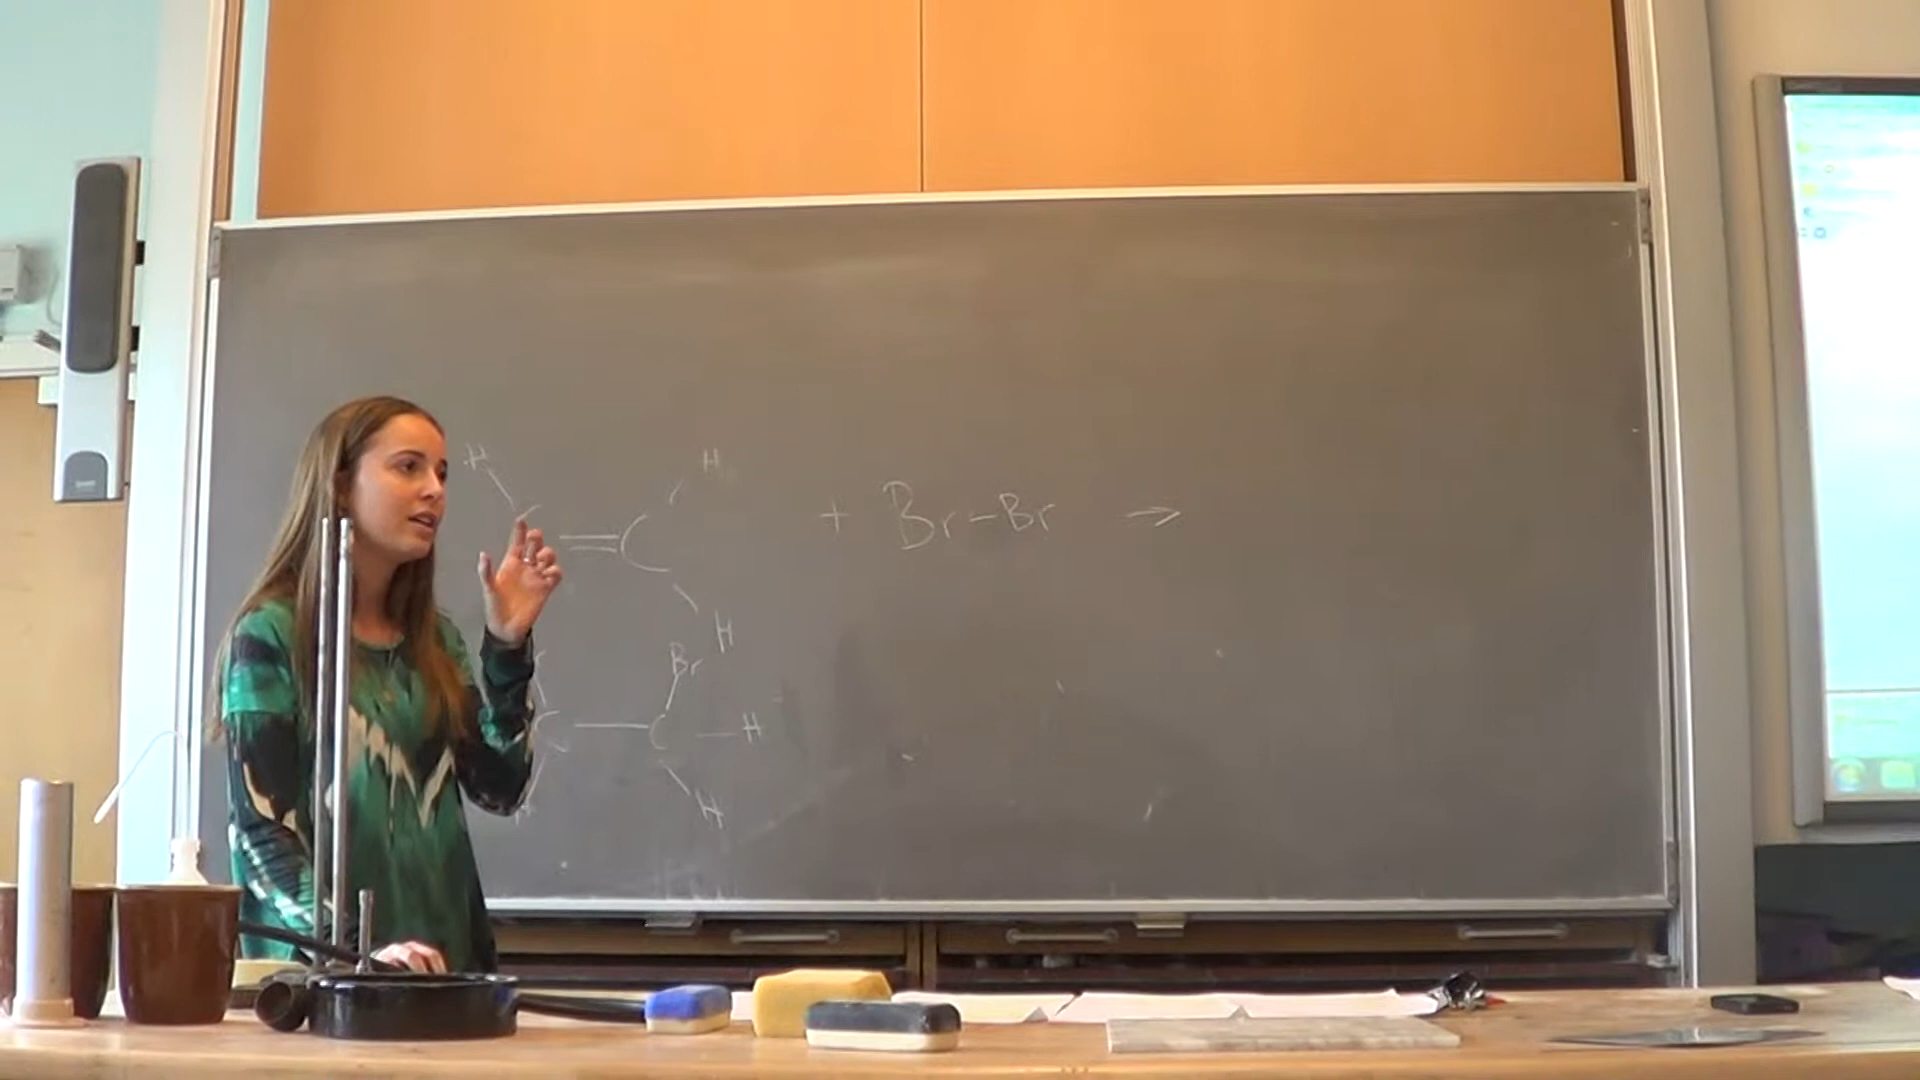 H H
=C + Br-Br →
H
r Br
C — C — H
H H